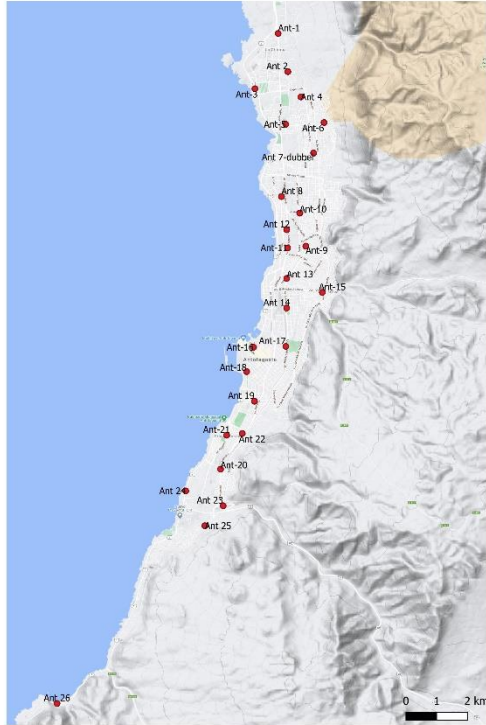 Ant-1
Ant 2
Ant-3
Ant 4
Ant-5
Ant-6
Ant 7-dubbel
Ant 8
Ant-10
Ant 12
Ant-11
Ant-9
Ant 13
Ant-15
Ant 14
Ant-16
Ant-17
Antofagasta
Ant-18
Ant 19
Ant-21
Ant 22
Ant-20
Ant 24
Ant 23
Ant 25
Ant 26
0 1 2 km